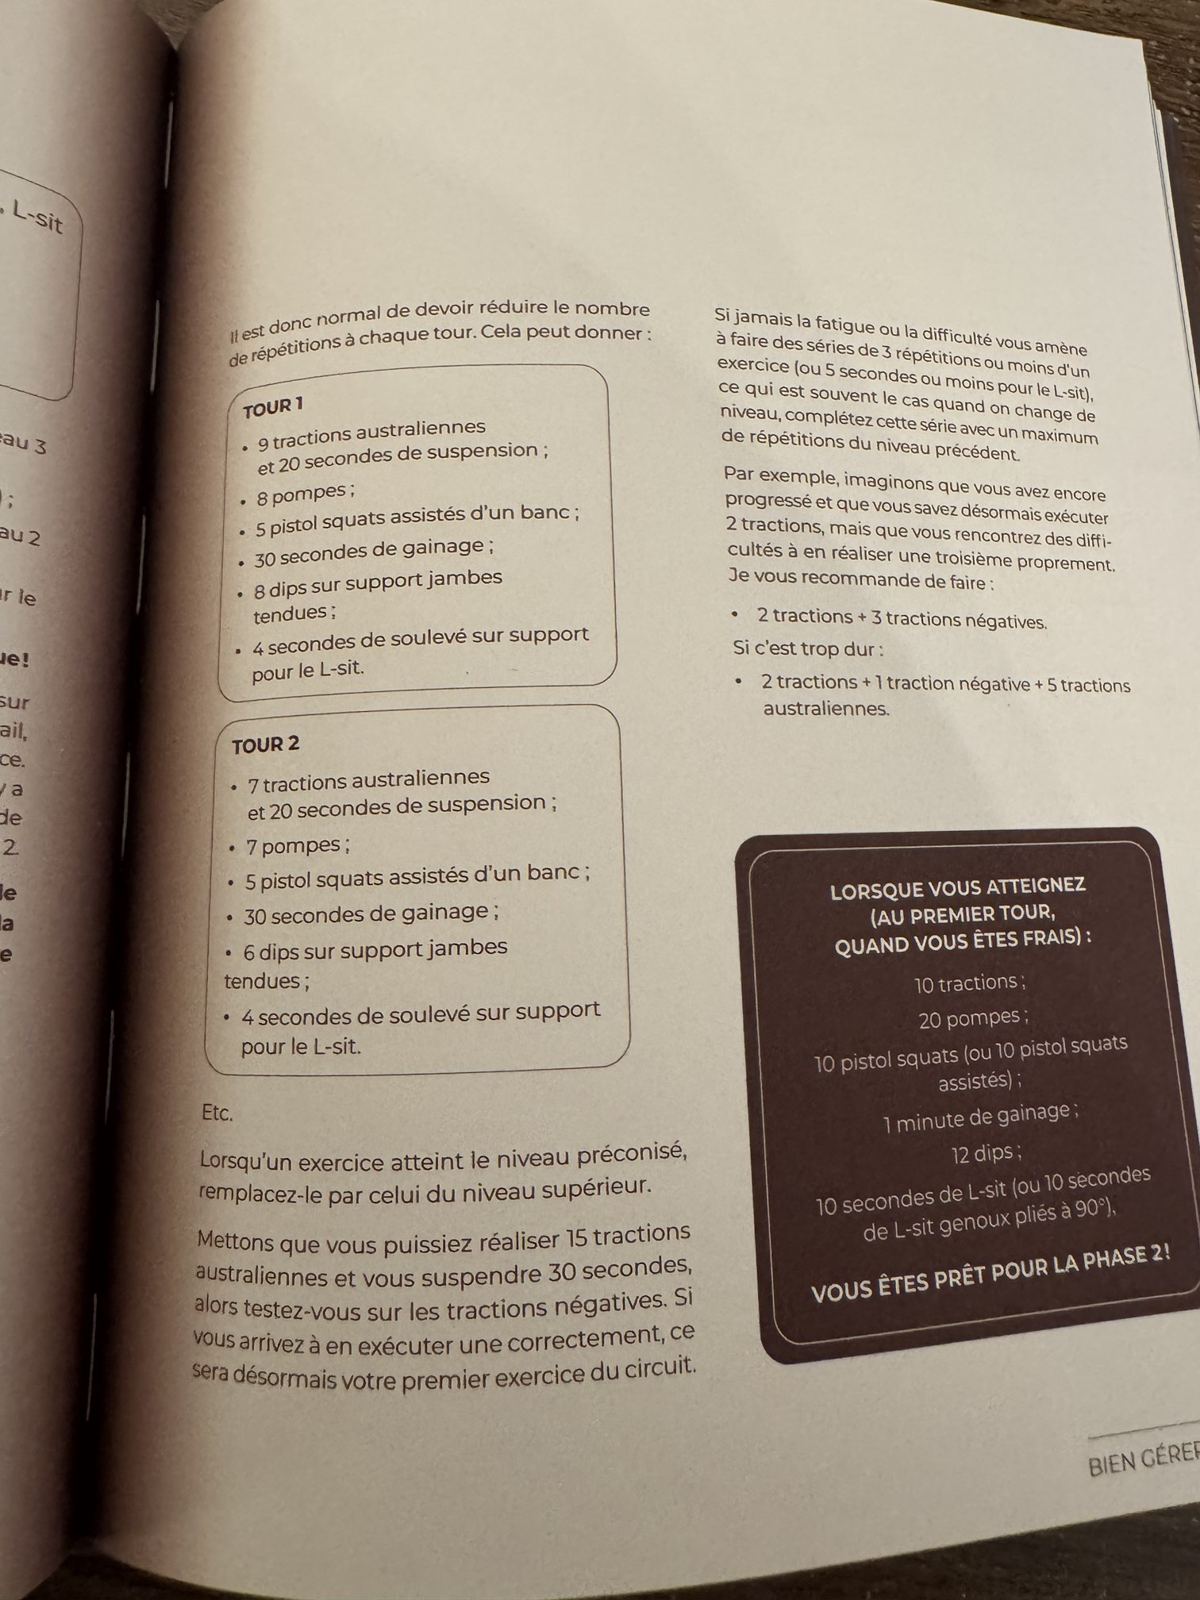 , L-sit
eau 3
) ;
au 2
r le
ue!
sur
ail,
ce.
y a
de
2
le
la
e
Il est donc normal de devoir réduire le nombre
de répétitions à chaque tour. Cela peut donner :
TOUR 1
• 9 tractions australiennes
et 20 secondes de suspension ;
• 8 pompes ;
• 5 pistol squats assistés d'un banc ;
• 30 secondes de gainage ;
• 8 dips sur support jambes
tendues ;
• 4 secondes de soulevé sur support
pour le L-sit.
TOUR 2
• 7 tractions australiennes
et 20 secondes de suspension ;
• 7 pompes ;
• 5 pistol squats assistés d'un banc ;
• 30 secondes de gainage ;
• 6 dips sur support jambes
tendues ;
• 4 secondes de soulevé sur support
pour le L-sit.
Etc.
Lorsqu'un exercice atteint le niveau préconisé,
remplacez-le par celui du niveau supérieur.
Mettons que vous puissiez réaliser 15 tractions
australiennes et vous suspendre 30 secondes,
alors testez-vous sur les tractions négatives. Si
vous arrivez à en exécuter une correctement, ce
sera désormais votre premier exercice du circuit.
Si jamais la fatigue ou la difficulté vous amène
à faire des séries de 3 répétitions ou moins d'un
exercice (ou 5 secondes ou moins pour le L-sit),
ce qui est souvent le cas quand on change de
niveau, complétez cette série avec un maximum
de répétitions du niveau précédent.
Par exemple, imaginons que vous avez encore
progressé et que vous savez désormais exécuter
2 tractions, mais que vous rencontrez des diffi-
cultés à en réaliser une troisième proprement.
Je vous recommande de faire :
• 2 tractions + 3 tractions négatives.
Si c'est trop dur :
• 2 tractions + 1 traction négative + 5 tractions
australiennes.
LORSQUE VOUS ATTEIGNEZ
(AU PREMIER TOUR,
QUAND VOUS ÊTES FRAIS) :
10 tractions ;
20 pompes ;
10 pistol squats (ou 10 pistol squats
assistés) ;
1 minute de gainage ;
12 dips ;
10 secondes de L-sit (ou 10 secondes
de L-sit genoux pliés à 90°),
VOUS ÊTES PRÊT POUR LA PHASE 2 !
BIEN GÉRER